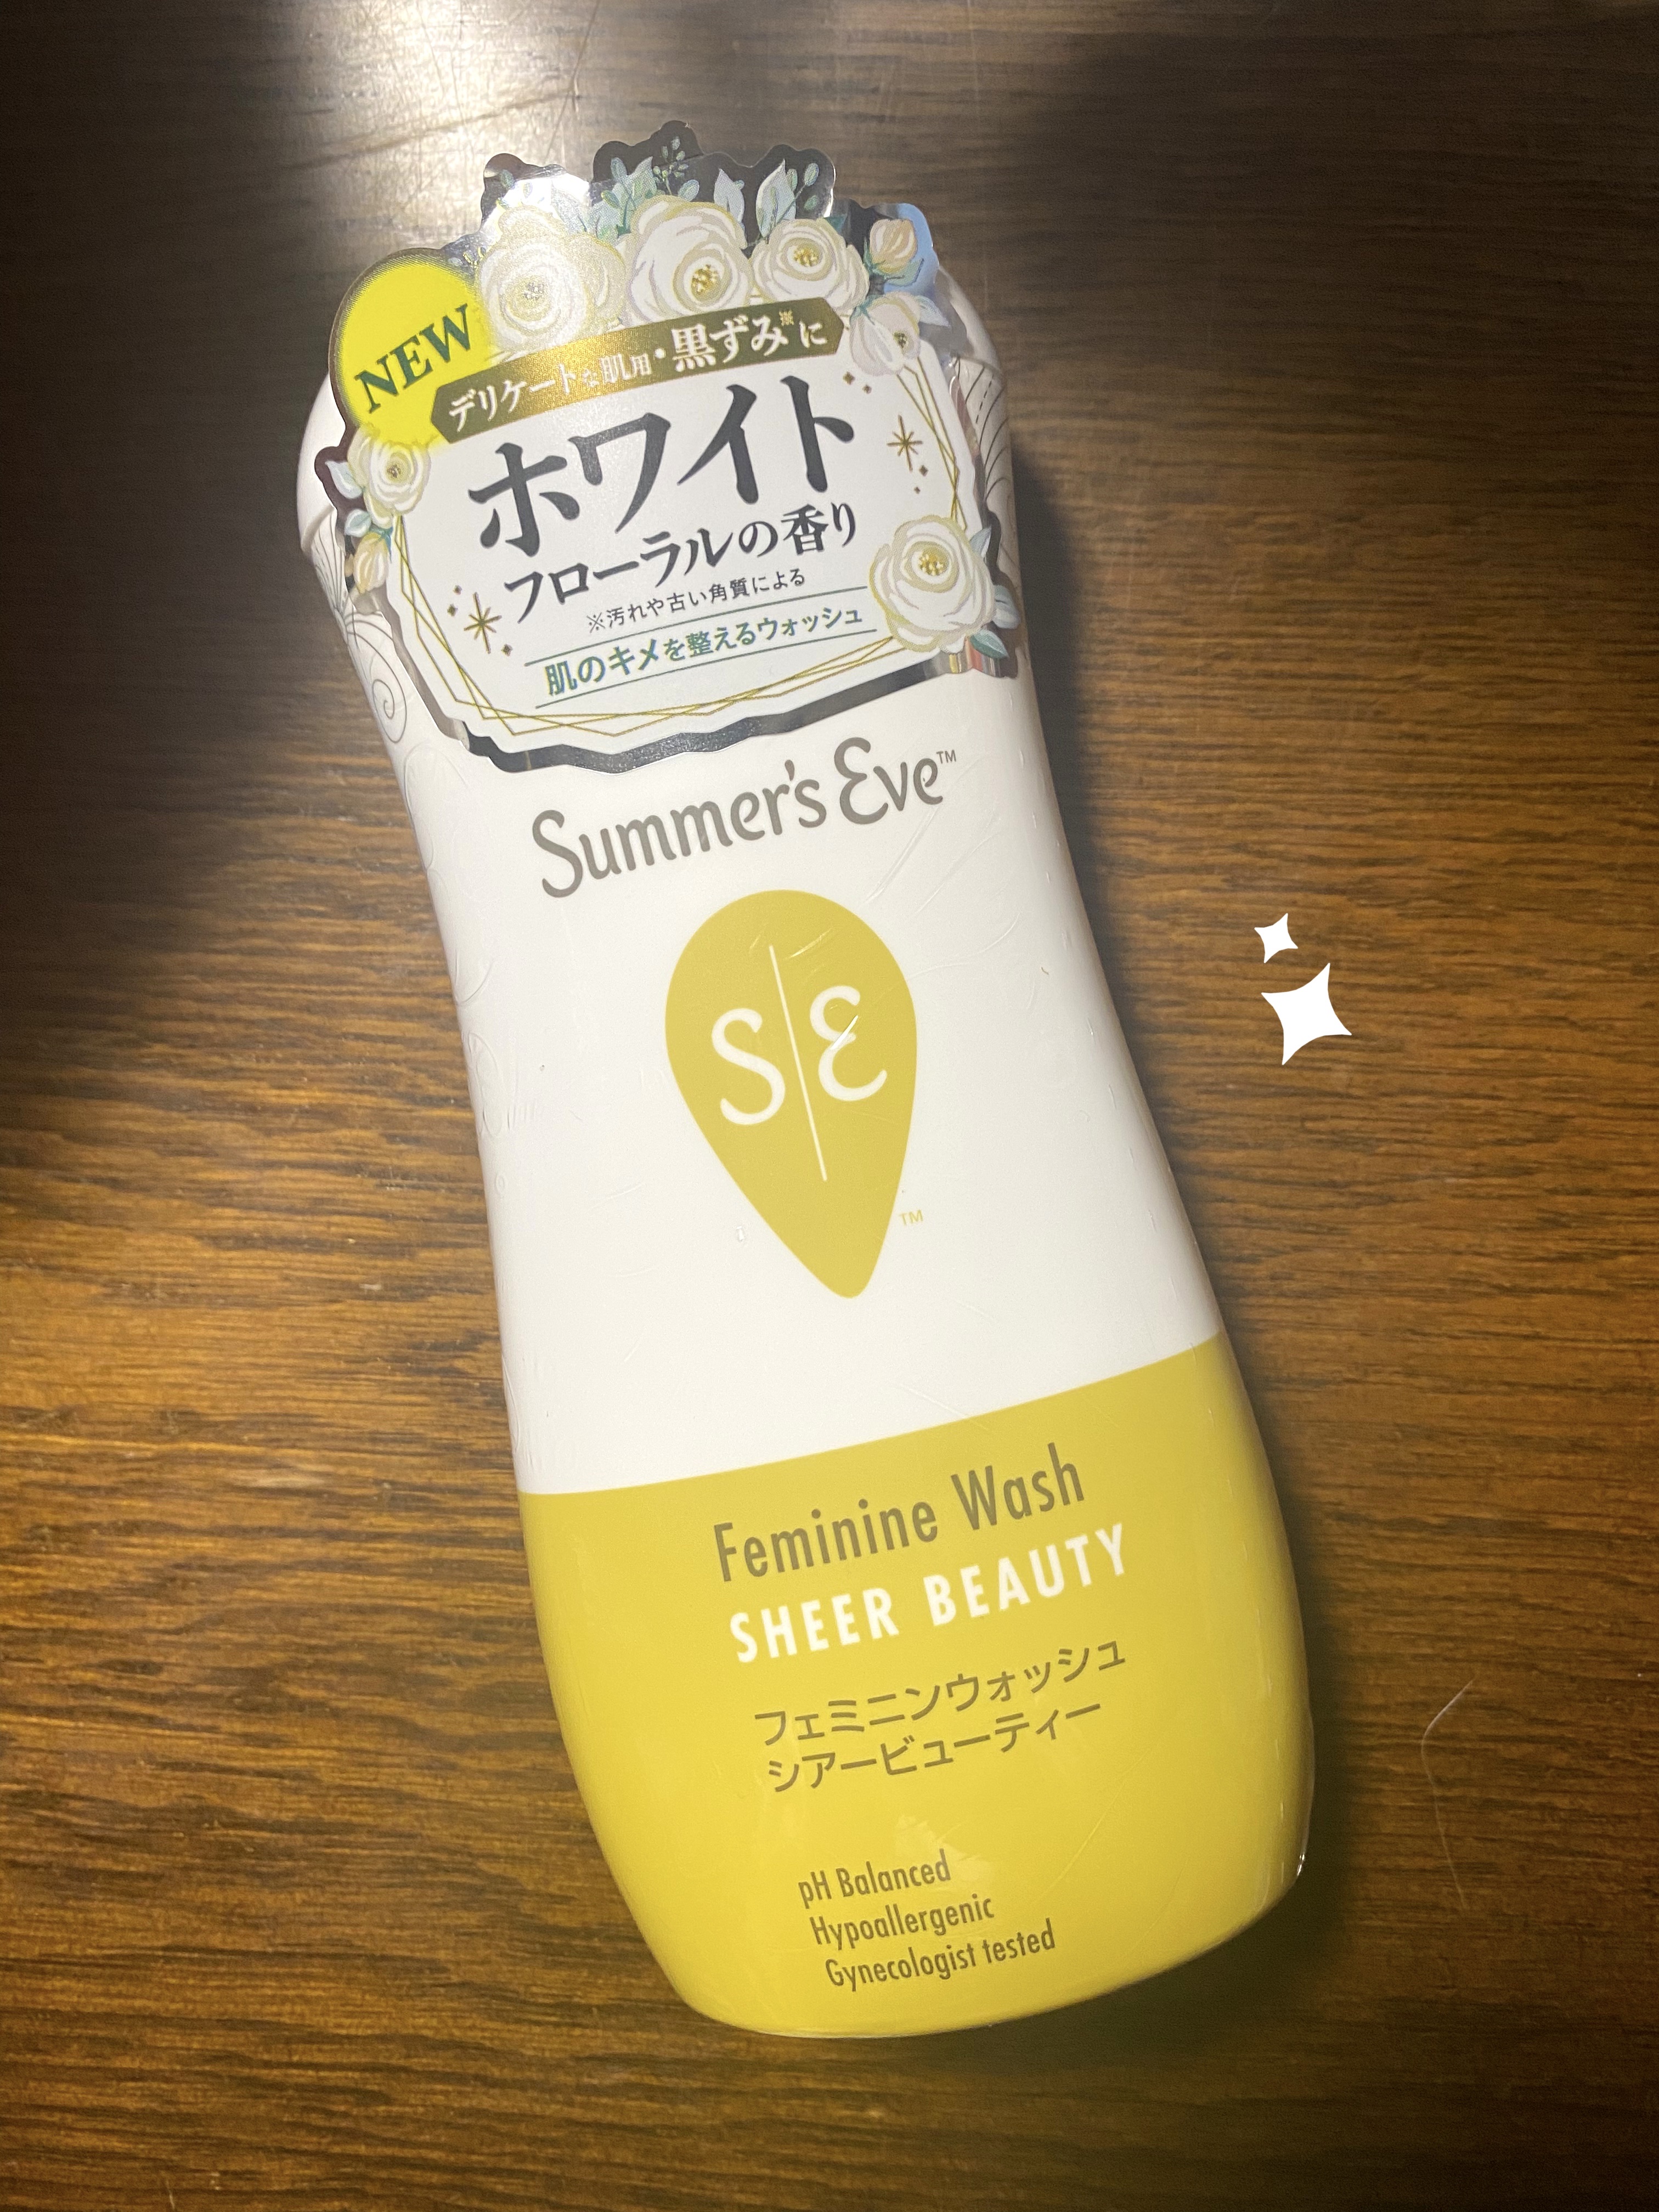 NEW
デリケートな肌用・黒ずみ※に
ホワイト
フローラルの香り
※汚れや古い角質による
肌のキメを整えるウォッシュ
Summer's Eve™
SE
™
Feminine Wash
SHEER BEAUTY
フェミニンウォッシュ
シアービューティー
pH Balanced
Hypoallergenic
Gynecologist tested